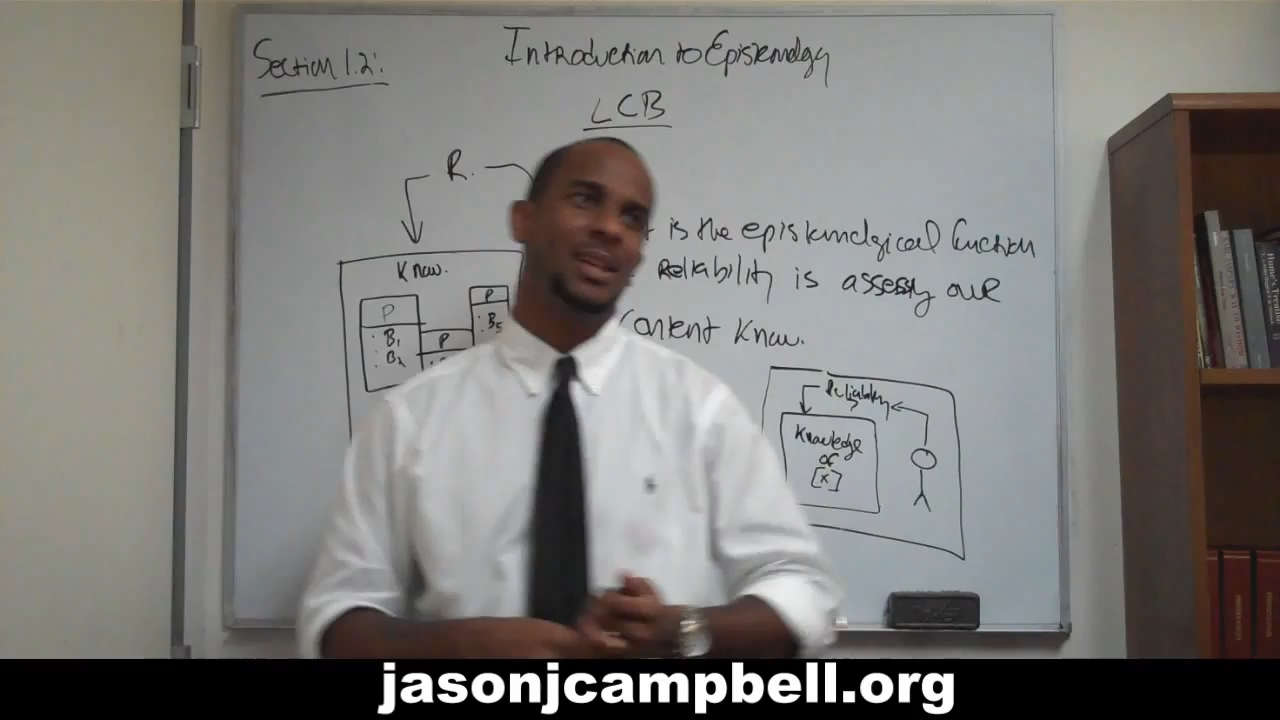 Section 1.2:
Introduction to Epistemology
LCB
R.
is the epistemological function
Reliability is assessing our
Content Know.
Know.
P
B1
B2
P
P
B5
Reliability
Knowledge
of
[x]
jasonjcampbell.org